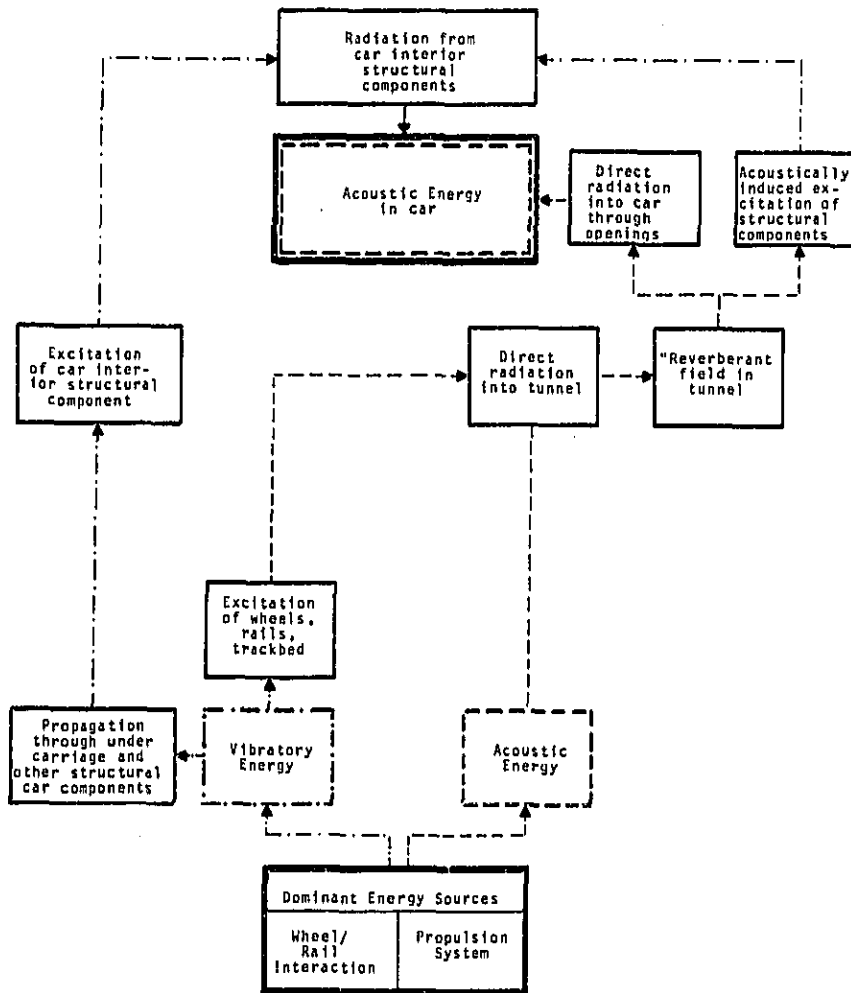 Radiation from
car interior
structural
components
Acoustic Energy
in car
Direct
radiation
into car
through
openings
Acoustically
induced ex-
citation of
structural
components
Excitation
of car inter-
ior structural
component
Direct
radiation
into tunnel
"Reverberant
field in
tunnel
Excitation
of wheels,
rails,
trackbed
Propagation
through under
carriage and
other structural
car components
Vibratory
Energy
Acoustic
Energy
Dominant Energy Sources
Wheel/
Rail
Interaction
Propulsion
System